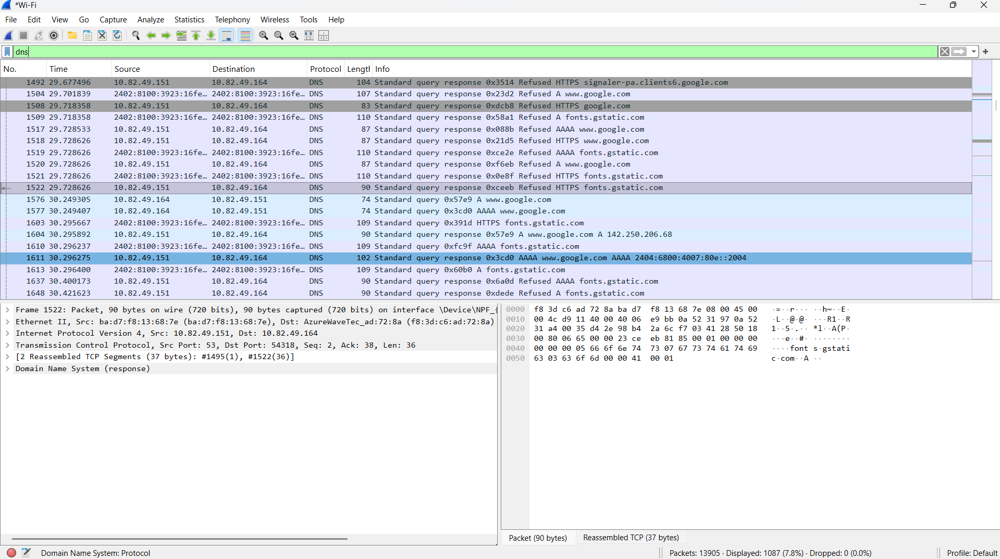 *Wi-Fi
File Edit View Go Capture Analyze Statistics Telephony Wireless Tools Help
dns
No. Time Source Destination Protocol Length Info
1492 29.677496 10.82.49.151 10.82.49.164 DNS 104 Standard query response 0x3514 Refused HTTPS signaler-pa.clients6.google.com
1504 29.701839 2402:8100:3923:16fe… 2402:8100:3923:16fe… DNS 107 Standard query response 0x23d2 Refused A www.google.com
1508 29.718358 10.82.49.151 10.82.49.164 DNS 83 Standard query response 0xdcb8 Refused HTTPS google.com
1509 29.718358 2402:8100:3923:16fe… 2402:8100:3923:16fe… DNS 110 Standard query response 0x58a1 Refused A fonts.gstatic.com
1517 29.728533 10.82.49.151 10.82.49.164 DNS 87 Standard query response 0x088b Refused AAAA www.google.com
1518 29.728626 10.82.49.151 10.82.49.164 DNS 87 Standard query response 0x21d5 Refused HTTPS www.google.com
1519 29.728626 2402:8100:3923:16fe… 2402:8100:3923:16fe… DNS 110 Standard query response 0xce2e Refused AAAA fonts.gstatic.com
1520 29.728626 10.82.49.151 10.82.49.164 DNS 87 Standard query response 0xf6eb Refused A www.google.com
1521 29.728626 2402:8100:3923:16fe… 2402:8100:3923:16fe… DNS 110 Standard query response 0x0e8f Refused HTTPS fonts.gstatic.com
1522 29.728626 10.82.49.151 10.82.49.164 DNS 90 Standard query response 0xceeb Refused HTTPS fonts.gstatic.com
1576 30.249305 10.82.49.164 10.82.49.151 DNS 74 Standard query 0x57e9 A www.google.com
1577 30.249407 10.82.49.164 10.82.49.151 DNS 74 Standard query 0x3cd0 AAAA www.google.com
1603 30.295667 2402:8100:3923:16fe… 2402:8100:3923:16fe… DNS 109 Standard query 0x391d HTTPS fonts.gstatic.com
1604 30.295892 10.82.49.151 10.82.49.164 DNS 90 Standard query response 0x57e9 A www.google.com A 142.250.206.68
1610 30.296237 2402:8100:3923:16fe… 2402:8100:3923:16fe… DNS 109 Standard query 0xfc9f AAAA fonts.gstatic.com
1611 30.296275 10.82.49.151 10.82.49.164 DNS 102 Standard query response 0x3cd0 AAAA www.google.com AAAA 2404:6800:4007:80e::2004
1613 30.296400 2402:8100:3923:16fe… 2402:8100:3923:16fe… DNS 109 Standard query 0x60b0 A fonts.gstatic.com
1637 30.400173 10.82.49.151 10.82.49.164 DNS 90 Standard query response 0x6a0d Refused AAAA fonts.gstatic.com
1648 30.421623 10.82.49.151 10.82.49.164 DNS 90 Standard query response 0xdede Refused A fonts.gstatic.com
Frame 1522: Packet, 90 bytes on wire (720 bits), 90 bytes captured (720 bits) on interface \Device\NPF_{
Ethernet II, Src: ba:d7:f8:13:68:7e (ba:d7:f8:13:68:7e), Dst: AzureWaveTec_ad:72:8a (f8:3d:c6:ad:72:8a)
Internet Protocol Version 4, Src: 10.82.49.151, Dst: 10.82.49.164
Transmission Control Protocol, Src Port: 53, Dst Port: 54318, Seq: 2, Ack: 38, Len: 36
[2 Reassembled TCP Segments (37 bytes): #1495(1), #1522(36)]
Domain Name System (response)
0000 f8 3d c6 ad 72 8a ba d7 f8 13 68 7e 08 00 45 00 ·=··r··· ··h~··E·
0010 00 4c d9 11 40 00 40 06 e9 bb 0a 52 31 97 0a 52 ·L··@·@· ···R1··R
0020 31 a4 00 35 d4 2e 98 b4 2a 6c f7 03 41 28 50 18 1··5·.·· *l··A(P·
0030 00 80 06 65 00 00 23 ce eb 81 85 00 01 00 00 00 ···e··#· ········
0040 00 00 00 05 66 6f 6e 74 73 07 67 73 74 61 74 69 ····font s·gstati
0050 63 03 63 6f 6d 00 00 41 00 01 c·com··A ··
Packet (90 bytes) Reassembled TCP (37 bytes)
Domain Name System: Protocol
Packets: 13905 · Displayed: 1087 (7.8%) · Dropped: 0 (0.0%)
Profile: Default